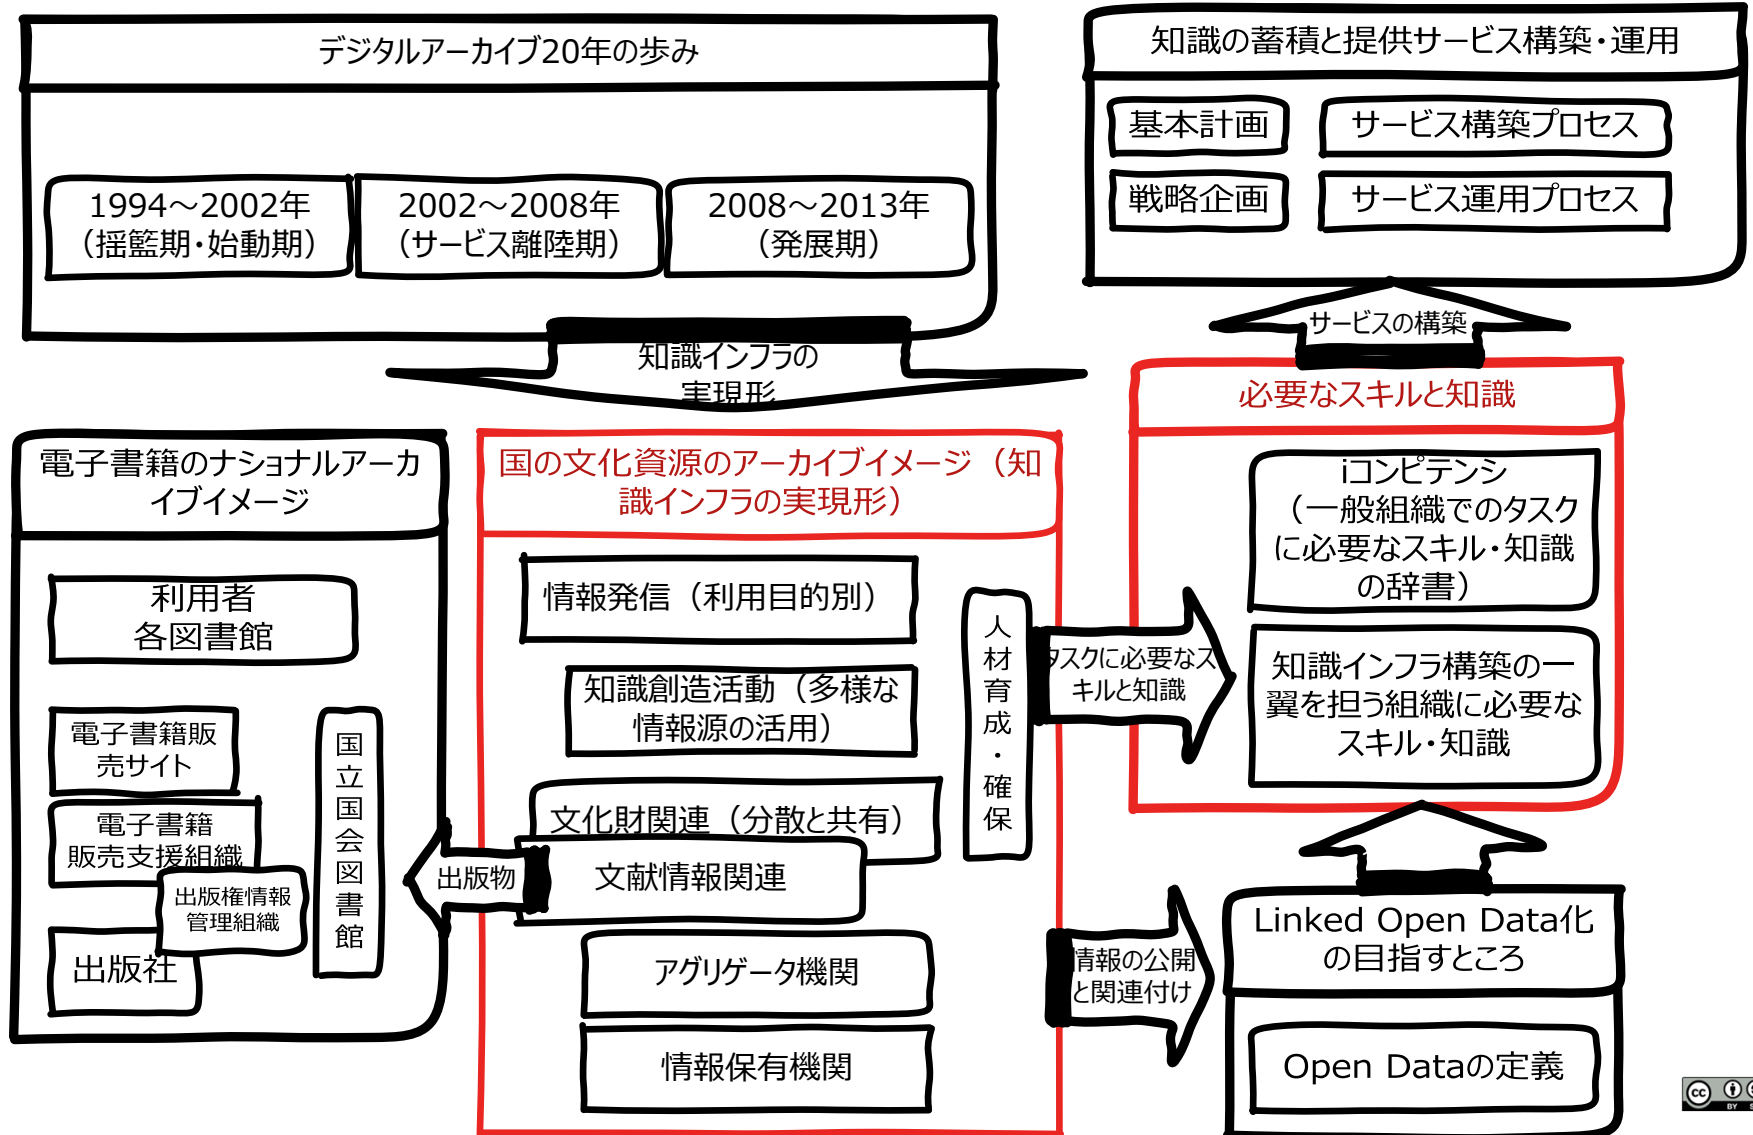 デジタルアーカイブ20年の歩み
1994～2002年
（揺籃期・始動期）
2002～2008年
（サービス離陸期）
2008～2013年
（発展期）
知識の蓄積と提供サービス構築・運用
基本計画
サービス構築プロセス
戦略企画
サービス運用プロセス
サービスの構築
知識インフラの
実現形
必要なスキルと知識
iコンピテンシ
（一般組織でのタスク
に必要なスキル・知識
の辞書）
知識インフラ構築の一
翼を担う組織に必要な
スキル・知識
電子書籍のナショナルアーカ
イブイメージ
利用者
各図書館
電子書籍販
売サイト
電子書籍
販売支援組織
出版権情報
管理組織
出版社
国立国会図書館
出版物
国の文化資源のアーカイブイメージ（知
識インフラの実現形）
情報発信（利用目的別）
知識創造活動（多様な
情報源の活用）
文化財関連（分散と共有）
文献情報関連
アグリゲータ機関
情報保有機関
人材育成・確保
タスクに必要なス
キルと知識
情報の公開
と関連付け
Linked Open Data化
の目指すところ
Open Dataの定義
cc
BY